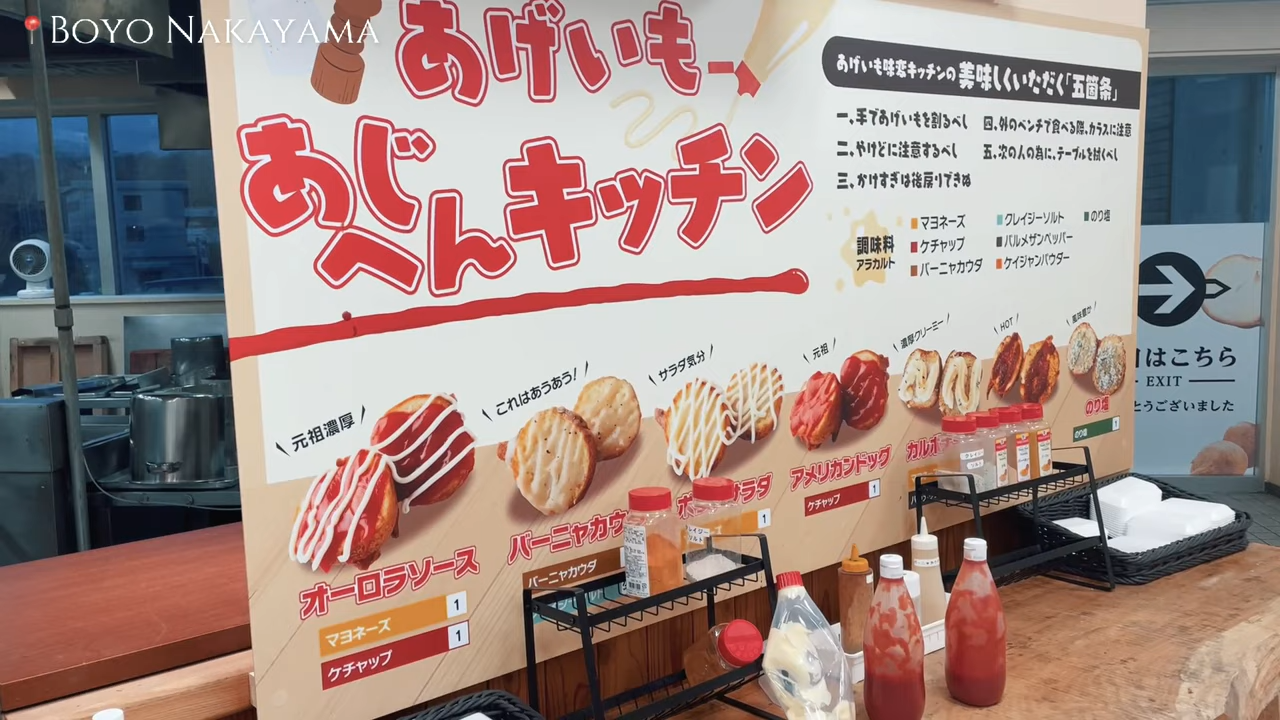 BOYO NAKAYAMA
あげいも
あじへんキッチン
あげいも味変キッチンの美味しくいただく「五箇条」
一、手であげいもを割るべし
二、やけどに注意するべし
三、かけすぎは後戻りできぬ
四、外のベンチで食べる際、カラスに注意
五、次の人の為に、テーブルを拭くべし
調味料
アラカルト
マヨネーズ
ケチャップ
バーニャカウダ
クレイジーソルト
パルメザンペッパー
ケイジャンパウダー
のり塩
元祖濃厚
オーロラソース
マヨネーズ 1
ケチャップ 1
これはあうあう!
バーニャカウ
バーニャカウダ
サラダ気分
サラダ
1
元祖
アメリカンドッグ
ケチャップ 1
濃厚クリーミー
カルボ
HOT
風味豊か
のり塩
のり塩 1
はこちら
EXIT
とうございました